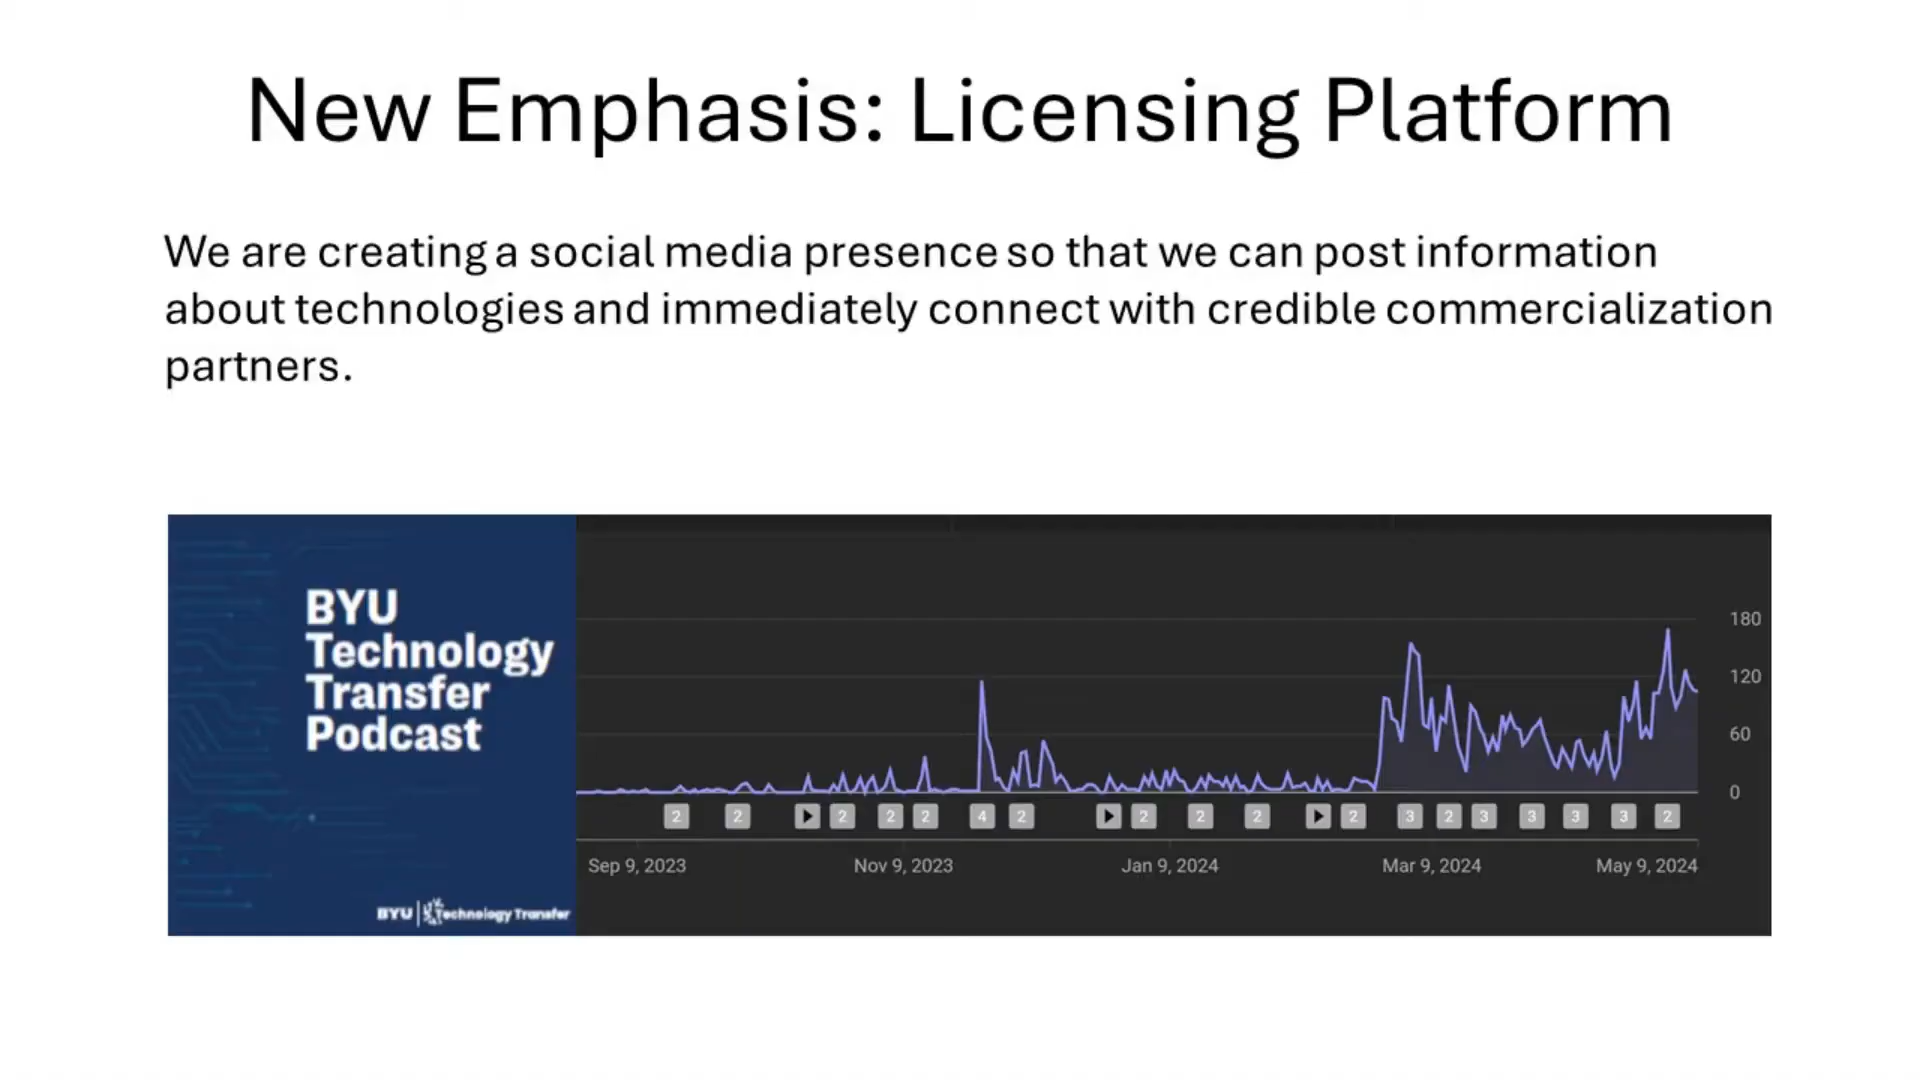 New Emphasis: Licensing Platform
We are creating a social media presence so that we can post information
about technologies and immediately connect with credible commercialization
partners.
BYU
Technology
Transfer
Podcast
BYU | Technology Transfer
180
120
60
0
2 2 2 2 2 4 2 2 2 2 2 3 2 3 3 3 3 2
Sep 9, 2023 Nov 9, 2023 Jan 9, 2024 Mar 9, 2024 May 9, 2024